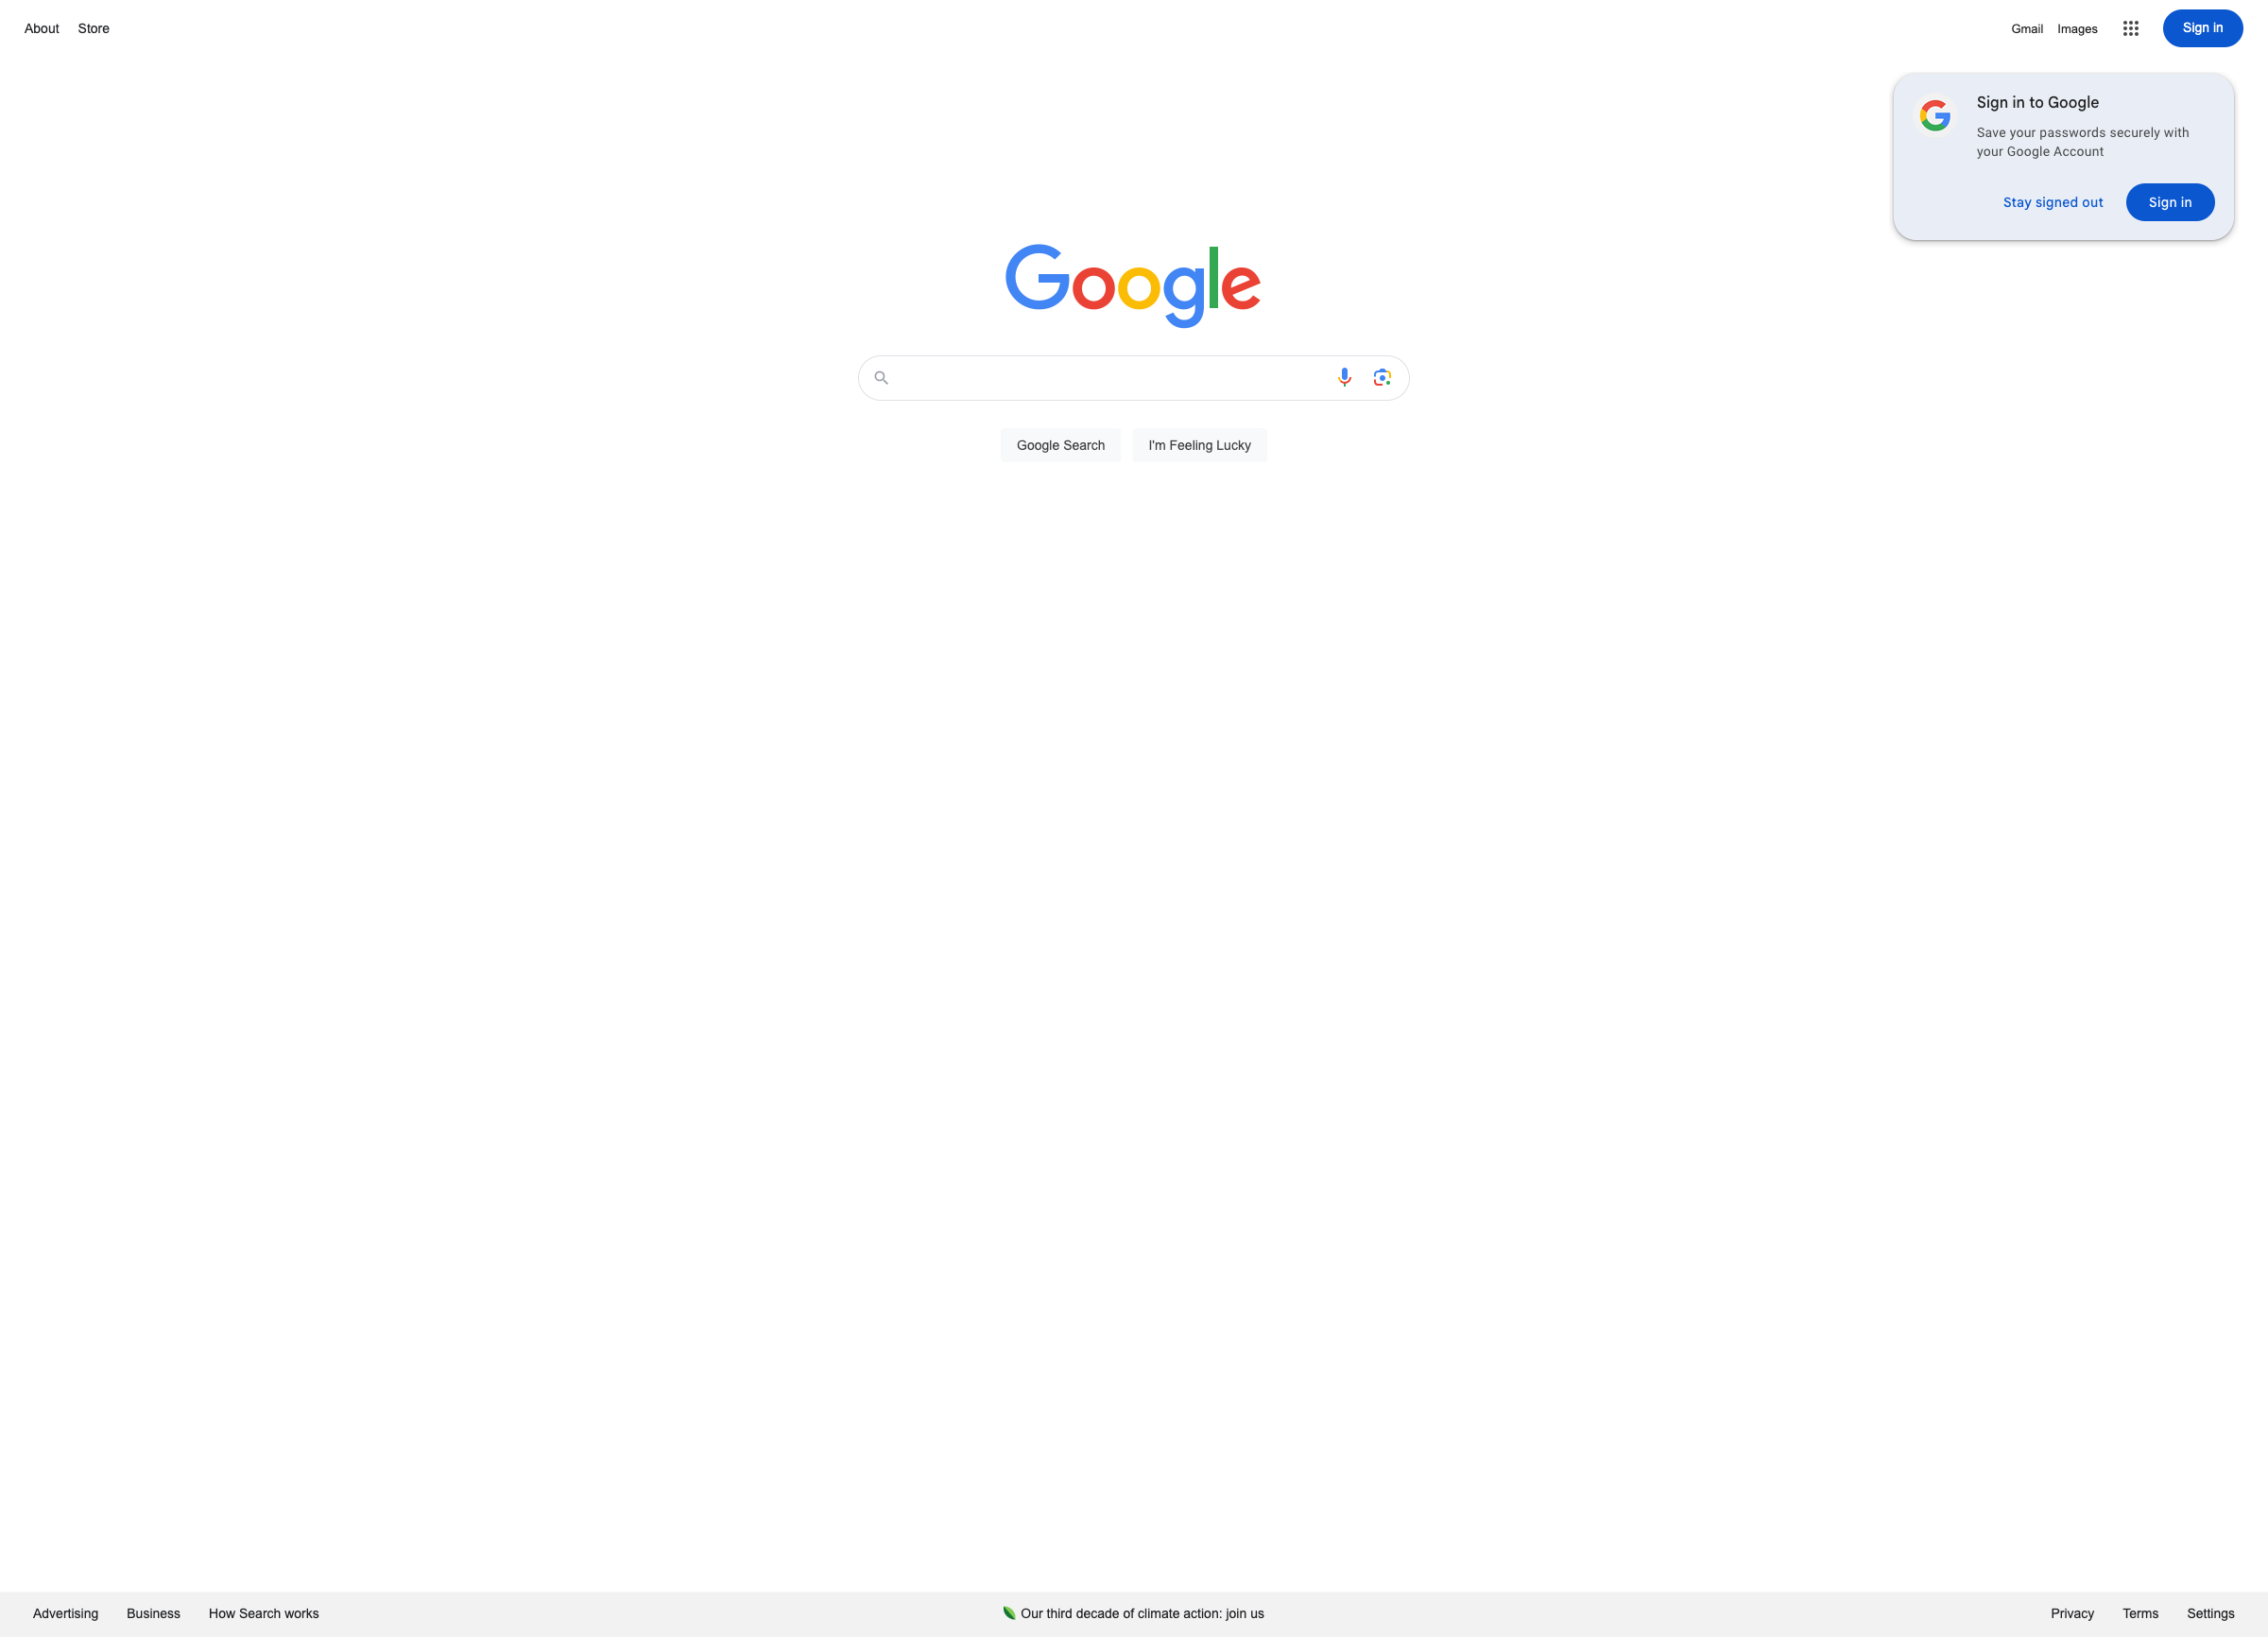 About Store
Gmail Images Sign in
Sign in to Google
Save your passwords securely with
your Google Account
Stay signed out Sign in
Google
Google Search I'm Feeling Lucky
Advertising Business How Search works
Our third decade of climate action: join us
Privacy Terms Settings